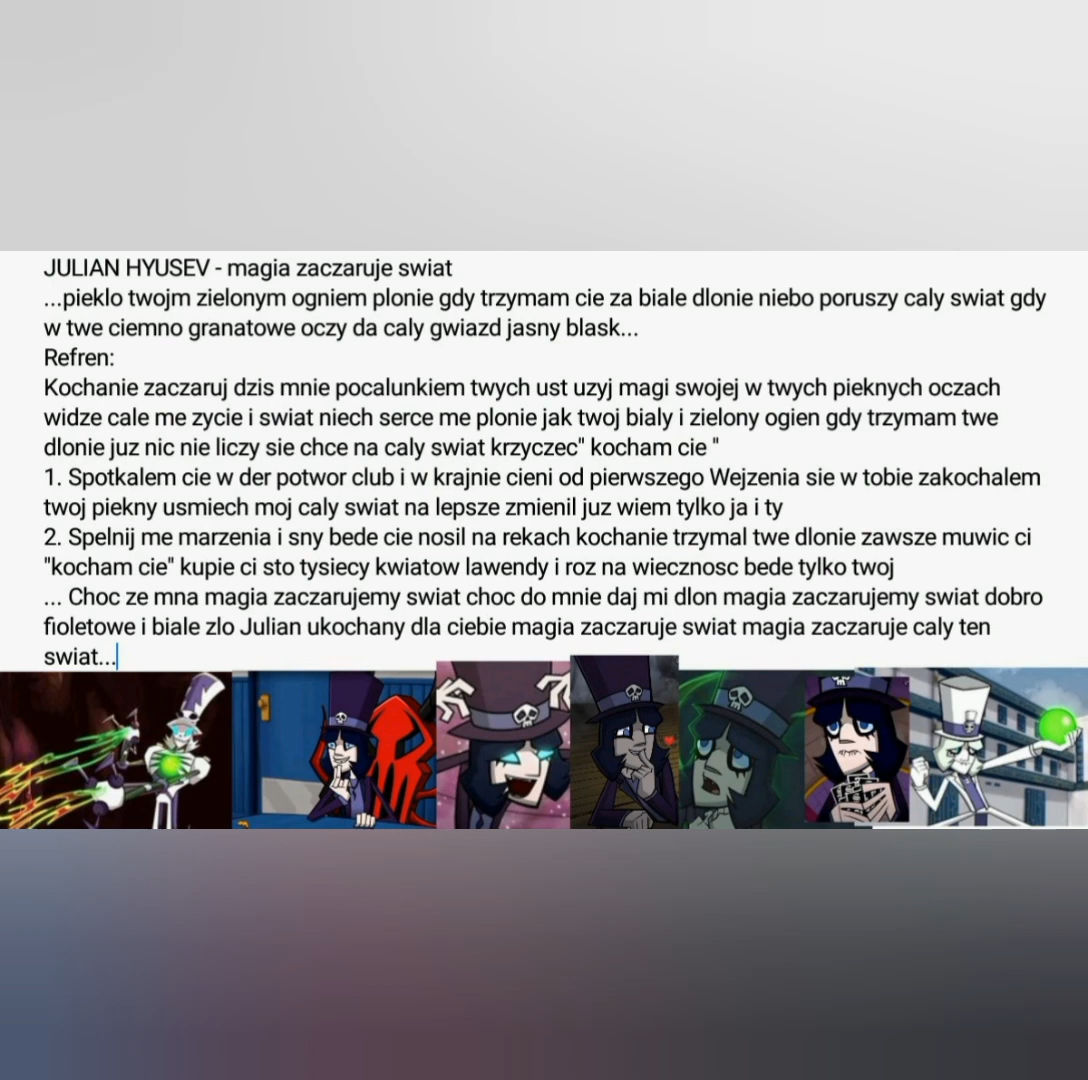 JULIAN HYUSEV - magia zaczaruje swiat
...pieklo twojm zielonym ogniem plonie gdy trzymam cie za biale dlonie niebo poruszy caly swiat gdy
w twe ciemno granatowe oczy da caly gwiazd jasny blask...
Refren:
Kochanie zaczaruj dzis mnie pocalunkiem twych ust uzyj magi swojej w twych pieknych oczach
widze cale me zycie i swiat niech serce me plonie jak twoj bialy i zielony ogien gdy trzymam twe
dlonie juz nic nie liczy sie chce na caly swiat krzyczec" kocham cie "
1. Spotkalem cie w der potwor club i w krajnie cieni od pierwszego Wejzenia sie w tobie zakochalem
twoj piekny usmiech moj caly swiat na lepsze zmienil juz wiem tylko ja i ty
2. Spelnij me marzenia i sny bede cie nosil na rekach kochanie trzymal twe dlonie zawsze muwic ci
"kocham cie" kupie ci sto tysiecy kwiatow lawendy i roz na wiecznosc bede tylko twoj
... Choc ze mna magia zaczarujemy swiat choc do mnie daj mi dlon magia zaczarujemy swiat dobro
fioletowe i biale zlo Julian ukochany dla ciebie magia zaczaruje swiat magia zaczaruje caly ten
swiat...